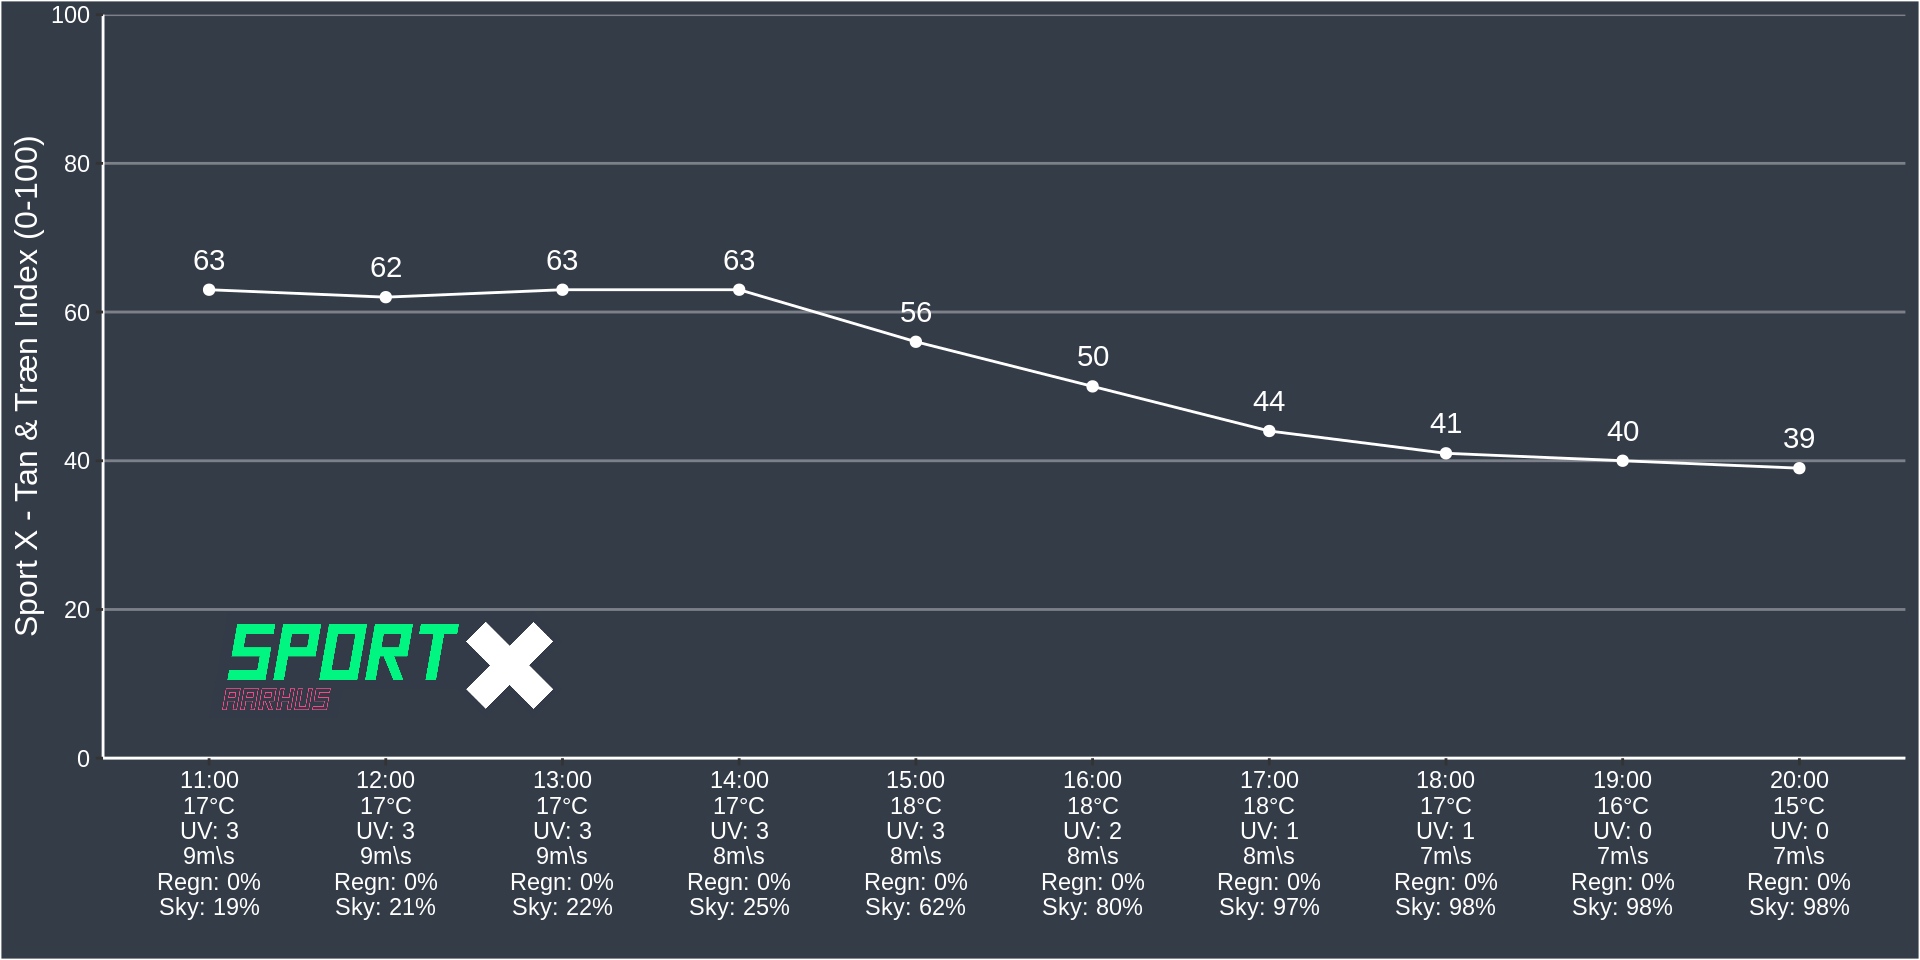 Sport X - Tan & Træn Index (0-100)
100
80
60
40
20
0
63
62
63
63
56
50
44
41
40
39
SPORT X
AARHUS
11:00 12:00 13:00 14:00 15:00 16:00 17:00 18:00 19:00 20:00
17°C 17°C 17°C 17°C 18°C 18°C 18°C 17°C 16°C 15°C
UV: 3 UV: 3 UV: 3 UV: 3 UV: 3 UV: 2 UV: 1 UV: 1 UV: 0 UV: 0
9m\s 9m\s 9m\s 8m\s 8m\s 8m\s 8m\s 7m\s 7m\s 7m\s
Regn: 0% Regn: 0% Regn: 0% Regn: 0% Regn: 0% Regn: 0% Regn: 0% Regn: 0% Regn: 0% Regn: 0%
Sky: 19% Sky: 21% Sky: 22% Sky: 25% Sky: 62% Sky: 80% Sky: 97% Sky: 98% Sky: 98% Sky: 98%